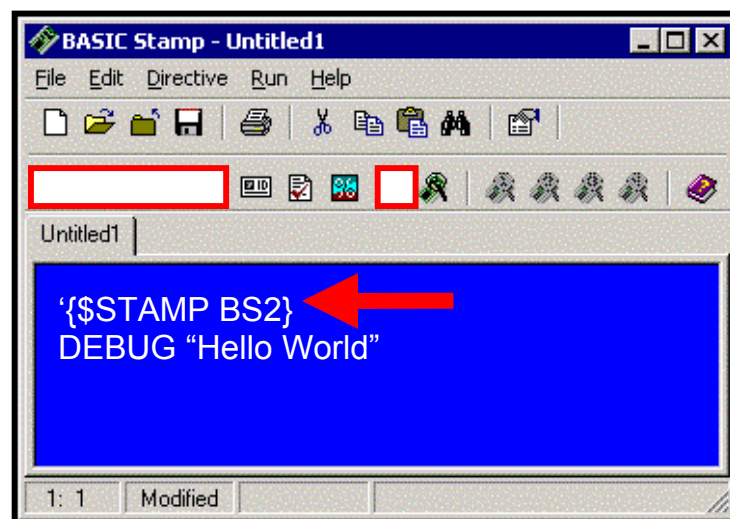 BASIC Stamp - Untitled1
File Edit Directive Run Help
Untitled1
‘{$STAMP BS2}
DEBUG “Hello World”
1: 1 Modified